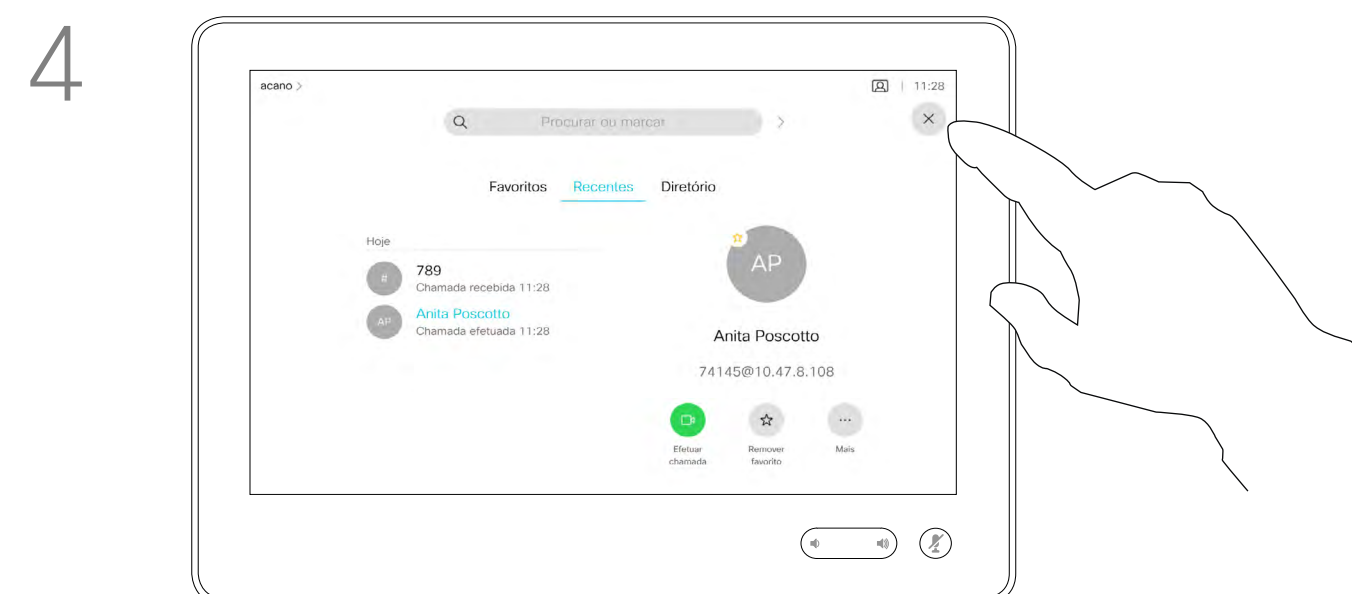 4
acano >
11:28
Procurar ou marcar
Favoritos Recentes Diretório
Hoje
# 789
Chamada recebida 11:28
AP Anita Poscotto
Chamada efetuada 11:28
AP
Anita Poscotto
74145@10.47.8.108
Efetuar chamada
Remover favorito
Mais